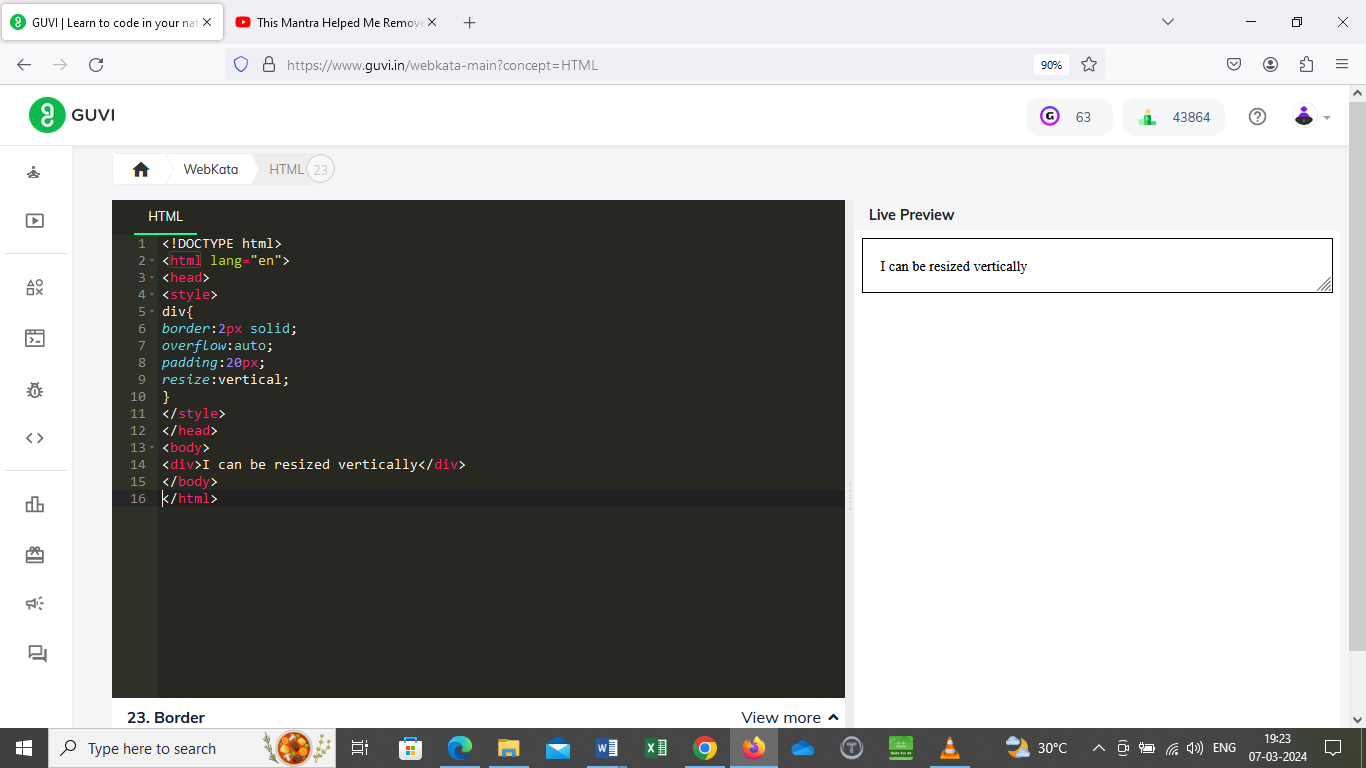 GUVI | Learn to code in your nat
This Mantra Helped Me Remove
https://www.guvi.in/webkata-main?concept=HTML
90%
GUVI
G
63
43864
WebKata
HTML
23
HTML
Live Preview
1 <!DOCTYPE html>
2 <html lang="en">
3 <head>
4 <style>
5 div{
6 border:2px solid;
7 overflow:auto;
8 padding:20px;
9 resize:vertical;
10 }
11 </style>
12 </head>
13 <body>
14 <div>I can be resized vertically</div>
15 </body>
16 </html>
I can be resized vertically
23. Border
View more
Type here to search
30°C
ENG
19:23
07-03-2024